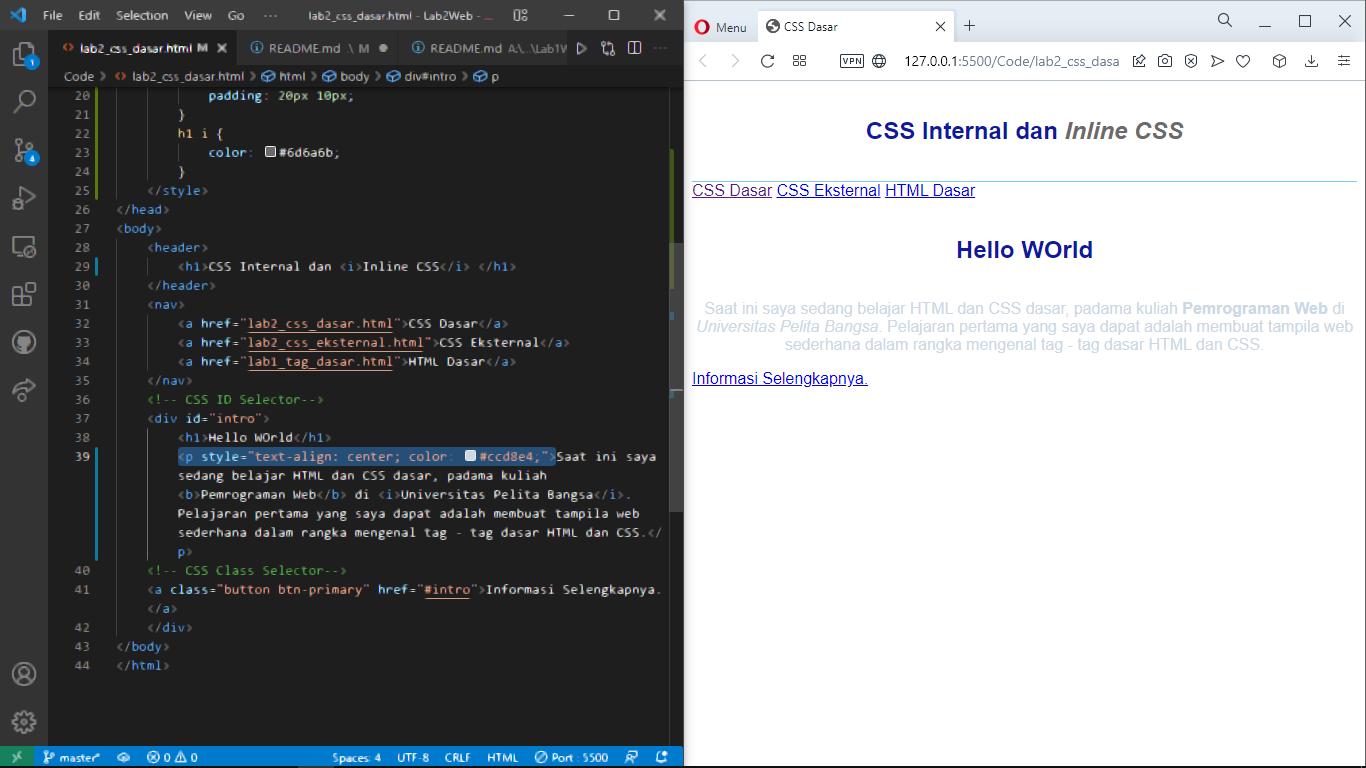 File Edit Selection View Go ··· lab2_css_dasar.html - Lab2Web - ...
lab2_css_dasar.html M README.md .\ M README.md A:\...\Lab1W
Code > lab2_css_dasar.html > html > body > div#intro > p
20 padding: 20px 10px;
21 }
22 h1 i {
23 color: #6d6a6b;
24 }
25 </style>
26 </head>
27 <body>
28 <header>
29 <h1>CSS Internal dan <i>Inline CSS</i> </h1>
30 </header>
31 <nav>
32 <a href="lab2_css_dasar.html">CSS Dasar</a>
33 <a href="lab2_css_eksternal.html">CSS Eksternal</a>
34 <a href="lab1_tag_dasar.html">HTML Dasar</a>
35 </nav>
36 <!-- CSS ID Selector-->
37 <div id="intro">
38 <h1>Hello WOrld</h1>
39 <p style="text-align: center; color: #ccd8e4;">Saat ini saya
sedang belajar HTML dan CSS dasar, padama kuliah
<b>Pemrograman Web</b> di <i>Universitas Pelita Bangsa</i>.
Pelajaran pertama yang saya dapat adalah membuat tampila web
sederhana dalam rangka mengenal tag - tag dasar HTML dan CSS.</
p>
40 <!-- CSS Class Selector-->
41 <a class="button btn-primary" href="#intro">Informasi Selengkapnya.
</a>
42 </div>
43 </body>
44 </html>
1
4
master* 0 0 Spaces: 4 UTF-8 CRLF HTML Port : 5500
Menu CSS Dasar
VPN 127.0.0.1:5500/Code/lab2_css_dasa
CSS Internal dan Inline CSS
CSS Dasar CSS Eksternal HTML Dasar
Hello WOrld
Saat ini saya sedang belajar HTML dan CSS dasar, padama kuliah Pemrograman Web di
Universitas Pelita Bangsa. Pelajaran pertama yang saya dapat adalah membuat tampila web
sederhana dalam rangka mengenal tag - tag dasar HTML dan CSS.
Informasi Selengkapnya.